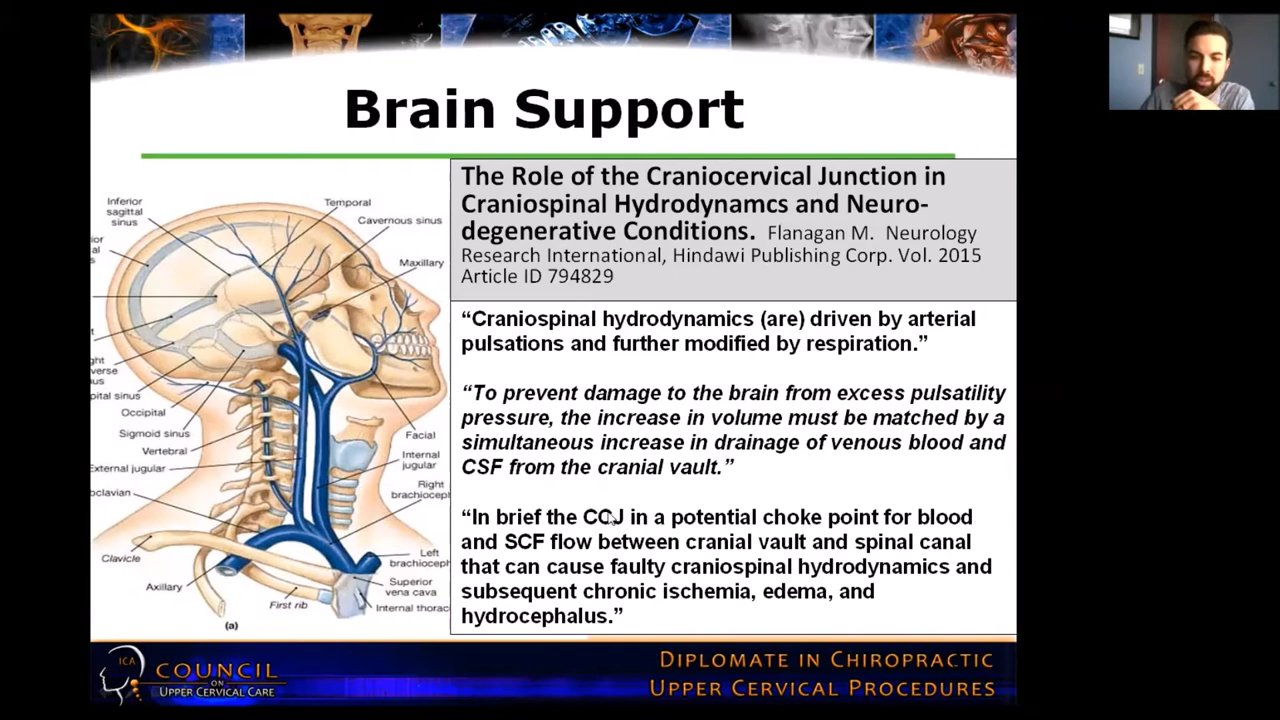 Brain Support
The Role of the Craniocervical Junction in
Craniospinal Hydrodynamcs and Neuro-
degenerative Conditions. Flanagan M. Neurology
Research International, Hindawi Publishing Corp. Vol. 2015
Article ID 794829
“Craniospinal hydrodynamics (are) driven by arterial
pulsations and further modified by respiration.”
“To prevent damage to the brain from excess pulsatility
pressure, the increase in volume must be matched by a
simultaneous increase in drainage of venous blood and
CSF from the cranial vault.”
“In brief the CCJ in a potential choke point for blood
and SCF flow between cranial vault and spinal canal
that can cause faulty craniospinal hydrodynamics and
subsequent chronic ischemia, edema, and
hydrocephalus.”
Inferior
sagittal
sinus
Temporal
Cavernous sinus
Maxillary
Occipital
Sigmoid sinus
Vertebral
External jugular
Clavicle
Axillary
First rib
Facial
Internal
jugular
Right
brachioceph
Left
brachioceph
Superior
vena cava
Internal thorac
(a)
ICA
COUNCIL
ON
UPPER CERVICAL CARE
DIPLOMATE IN CHIROPRACTIC
UPPER CERVICAL PROCEDURES